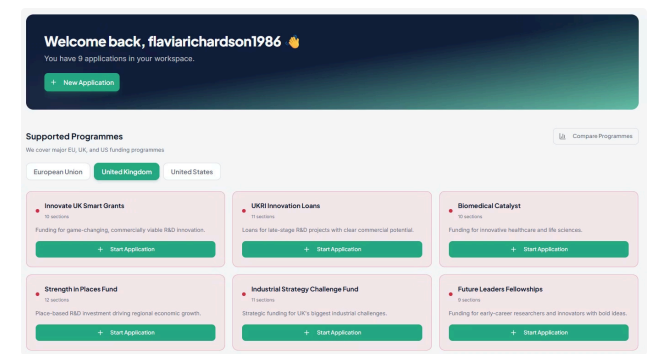 Welcome back, flaviarichardson1986 👋
You have 9 applications in your workspace.
+ New Application
Supported Programmes
Compare Programmes
We cover major EU, UK, and US funding programmes
European Union
United Kingdom
United States
Innovate UK Smart Grants
10 sections
Funding for game-changing, commercially viable R&D innovation.
+ Start Application
UKRI Innovation Loans
11 sections
Loans for late-stage R&D projects with clear commercial potential.
+ Start Application
Biomedical Catalyst
10 sections
Funding for innovative healthcare and life sciences.
+ Start Application
Strength in Places Fund
12 sections
Place-based R&D investment driving regional economic growth.
+ Start Application
Industrial Strategy Challenge Fund
11 sections
Strategic funding for UK's biggest industrial challenges.
+ Start Application
Future Leaders Fellowships
9 sections
Funding for early-career researchers and innovators with bold ideas.
+ Start Application